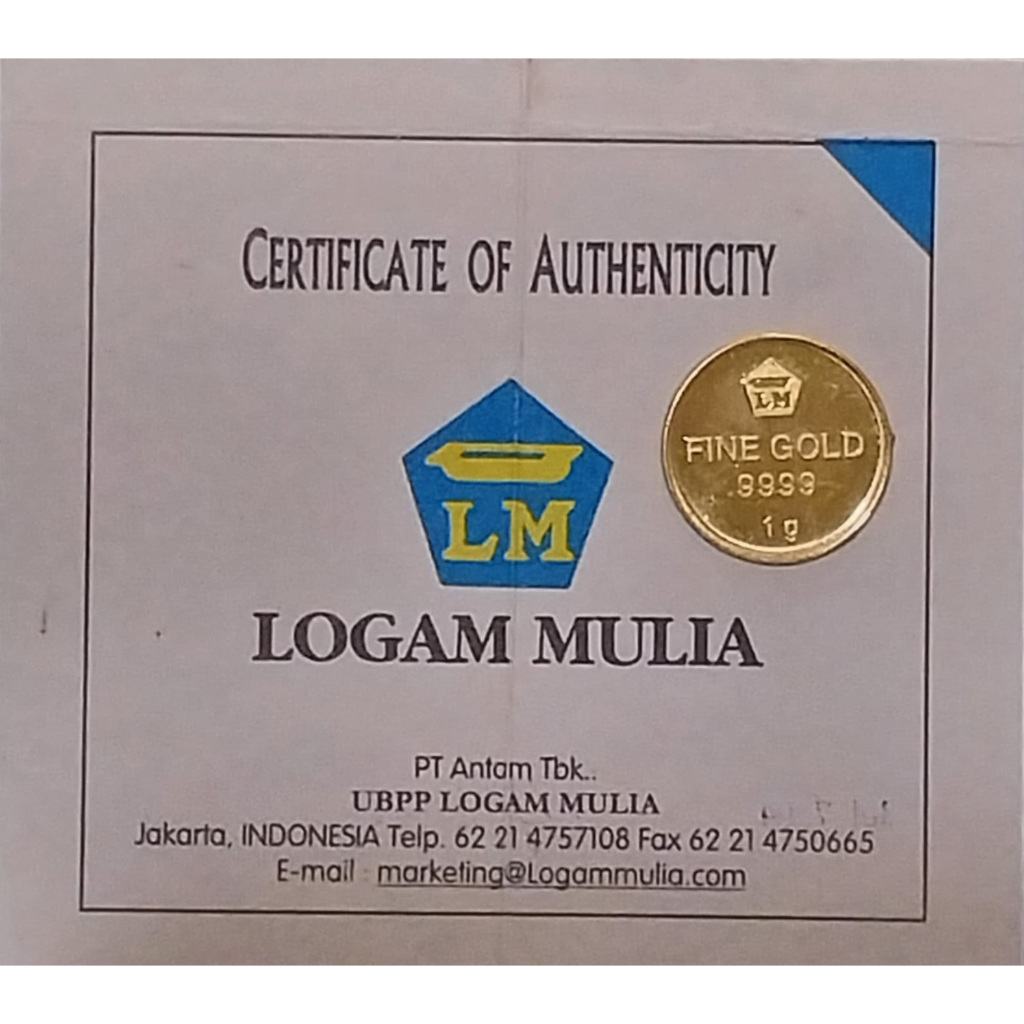 CERTIFICATE OF AUTHENTICITY
LM
FINE GOLD
9999
1 g
LM
LOGAM MULIA
PT Antam Tbk..
UBPP LOGAM MULIA
Jakarta, INDONESIA Telp. 62 21 4757108 Fax 62 21 4750665
E-mail : marketing@Logammulia.com